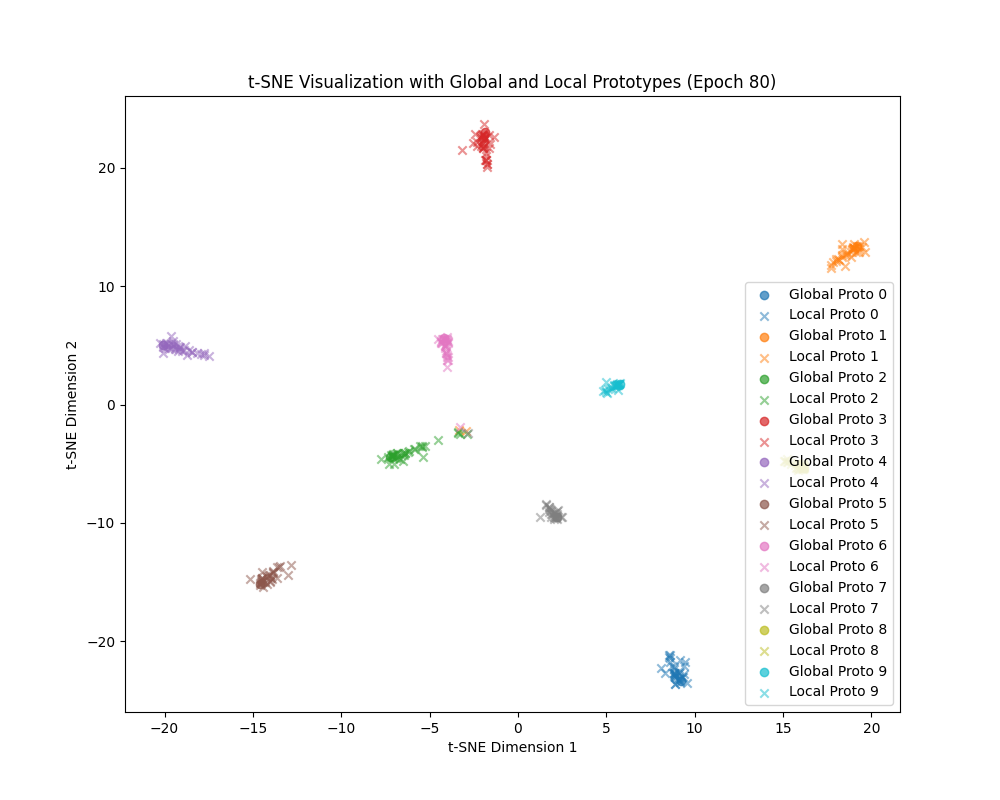 t-SNE Visualization with Global and Local Prototypes (Epoch 80)
t-SNE Dimension 2
20
10
0
−10
−20
−20
−15
−10
−5
0
5
10
15
20
t-SNE Dimension 1
Global Proto 0
Local Proto 0
Global Proto 1
Local Proto 1
Global Proto 2
Local Proto 2
Global Proto 3
Local Proto 3
Global Proto 4
Local Proto 4
Global Proto 5
Local Proto 5
Global Proto 6
Local Proto 6
Global Proto 7
Local Proto 7
Global Proto 8
Local Proto 8
Global Proto 9
Local Proto 9